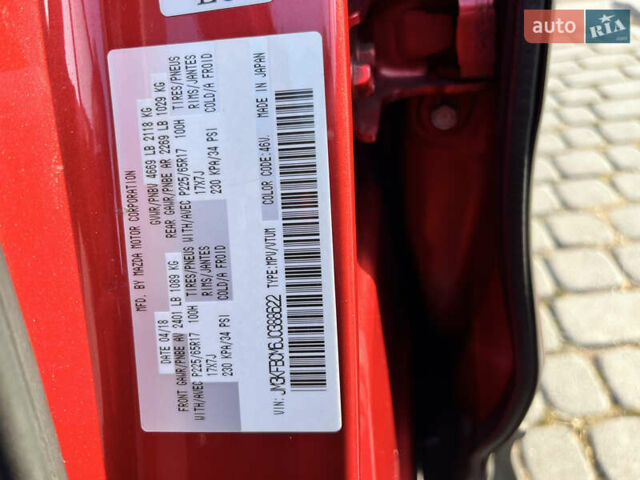 MFD. BY MAZDA MOTOR CORPORATION
DATE 04/18
GVWR/PNBV 4669 LB 2118 KG
FRONT GAWR/PNBE AV 2401 LB 1089 KG
REAR GAWR/PNBE AR 2269 LB 1029 KG
WITH/AVEC P225/65R17 100H TIRES/PNEUS
WITH/AVEC P225/65R17 100H TIRES/PNEUS
17X7J RIMS/JANTES
17X7J RIMS/JANTES
230 KPA/34 PSI COLD/A FROID
230 KPA/34 PSI COLD/A FROID
VIN: JM3KFBCM6J0388622 TYPE:MPV/VTUM COLOR CODE:46V. MADE IN JAPAN
auto RIA .com